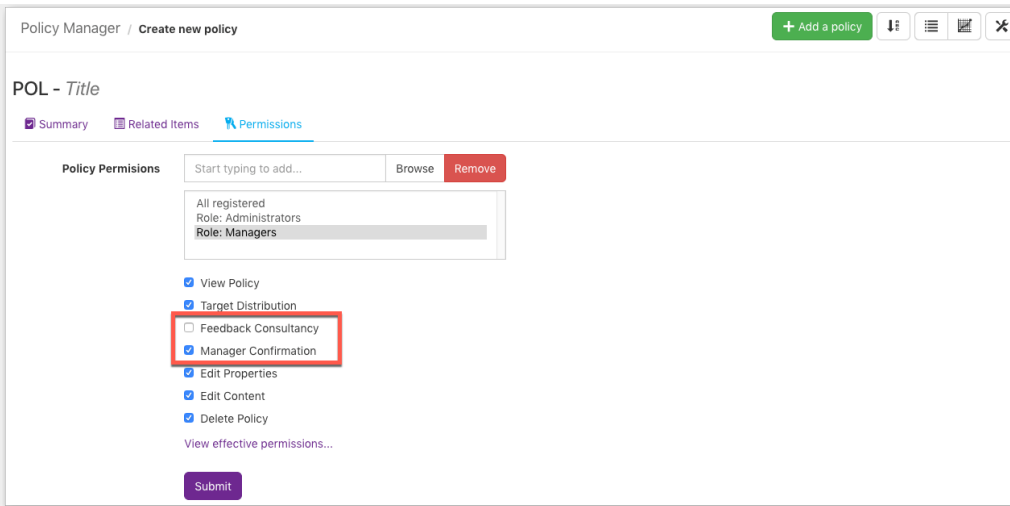 Policy Manager / Create new policy
+ Add a policy
POL - Title
Summary Related Items Permissions
Policy Permisions Start typing to add... Browse Remove
All registered
Role: Administrators
Role: Managers
View Policy
Target Distribution
Feedback Consultancy
Manager Confirmation
Edit Properties
Edit Content
Delete Policy
View effective permissions...
Submit